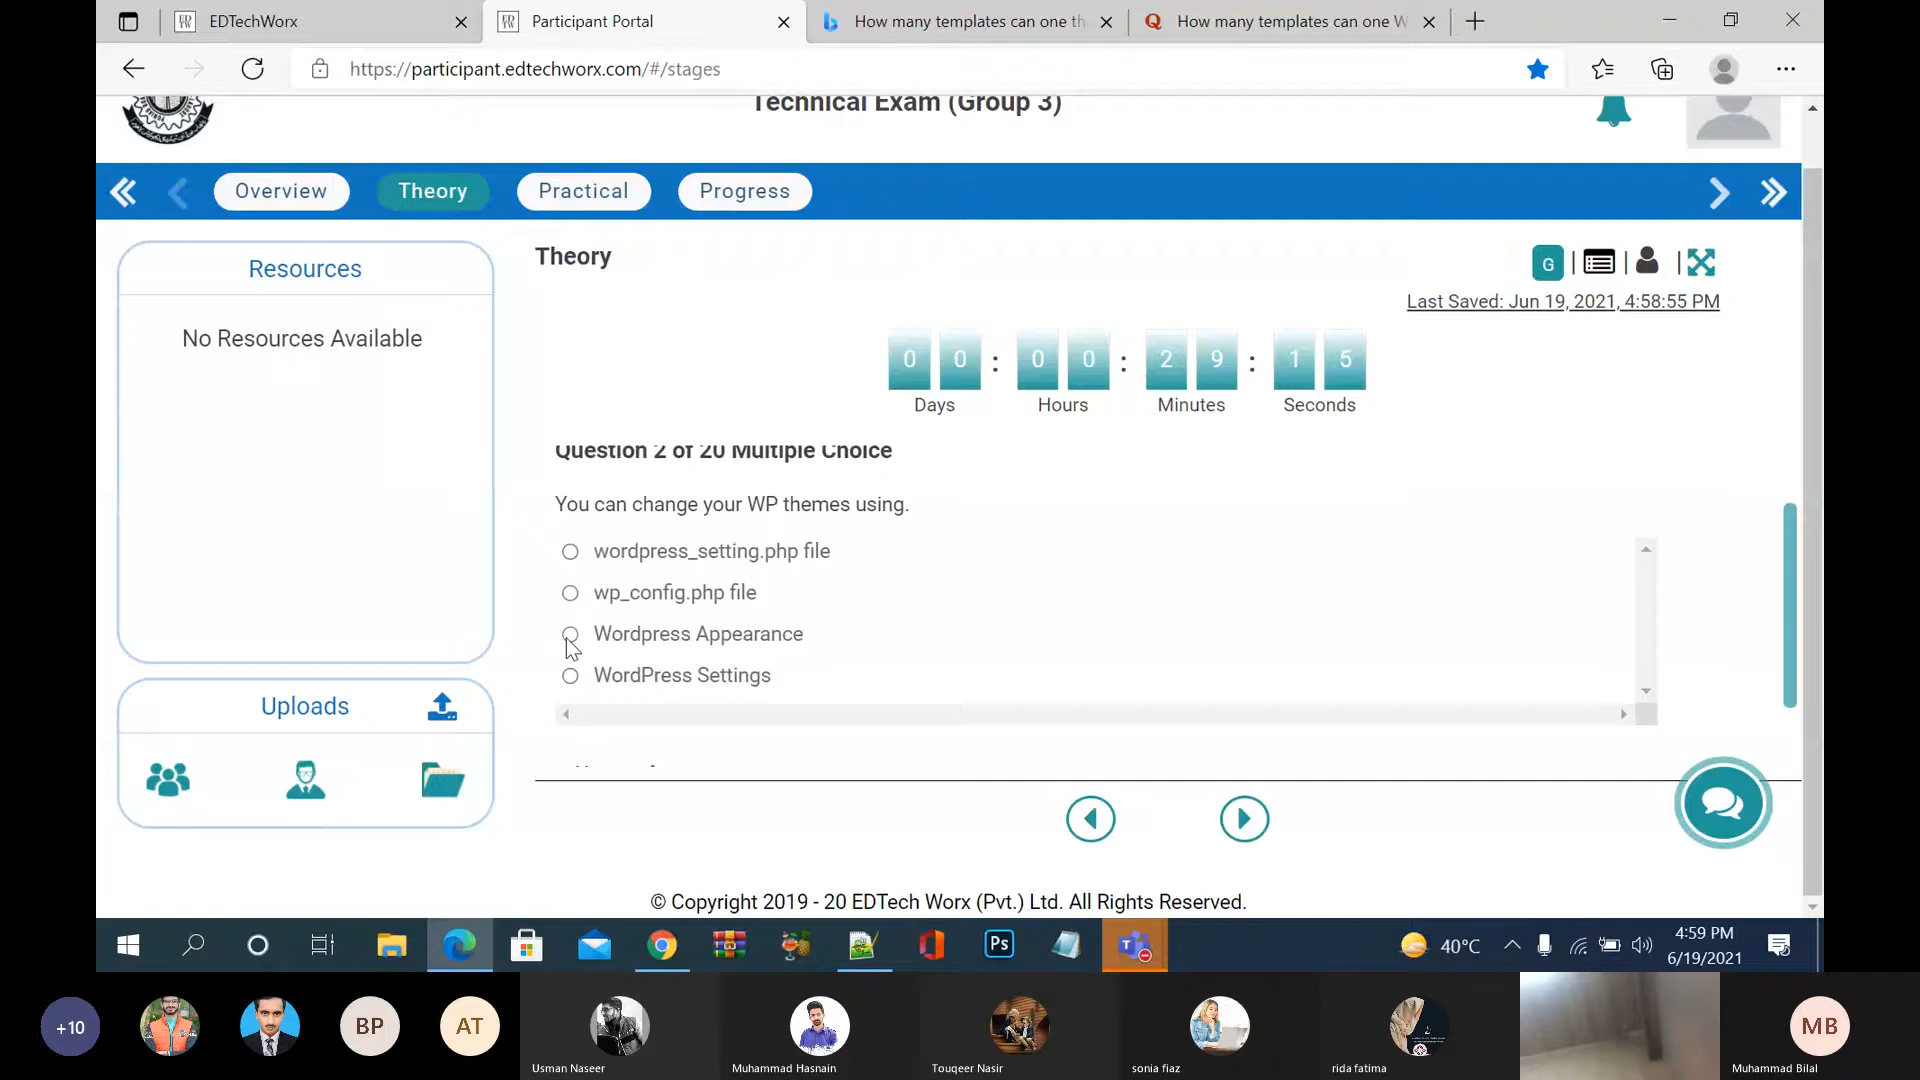 EDTechWorx
Participant Portal
How many templates can one th
How many templates can one W
https://participant.edtechworx.com/#/stages
Technical Exam (Group 3)
Overview
Theory
Practical
Progress
Resources
No Resources Available
Uploads
Theory
G
Last Saved: Jun 19, 2021, 4:58:55 PM
0 0 : 0 0 : 2 9 : 1 5
Days Hours Minutes Seconds
Question 2 of 20 Multiple Choice
You can change your WP themes using.
wordpress_setting.php file
wp_config.php file
Wordpress Appearance
WordPress Settings
© Copyright 2019 - 20 EDTech Worx (Pvt.) Ltd. All Rights Reserved.
Ps
40°C
4:59 PM
6/19/2021
+10
BP
AT
MB
Usman Naseer
Muhammad Hasnain
Touqeer Nasir
sonia fiaz
rida fatima
Muhammad Bilal